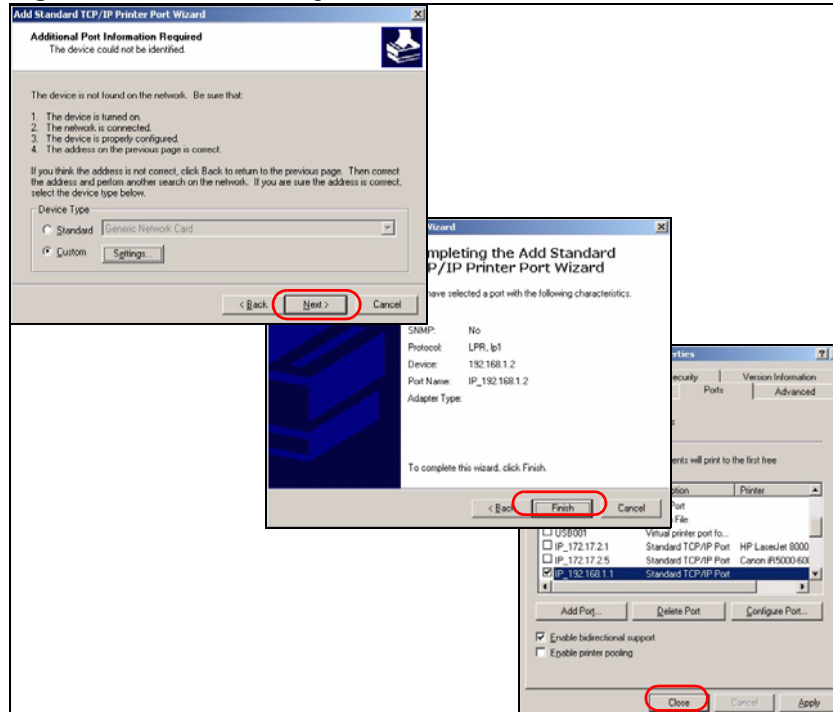 Add Standard TCP/IP Printer Port Wizard
Additional Port Information Required
The device could not be identified.
The device is not found on the network. Be sure that:
1. The device is turned on.
2. The network is connected.
3. The device is properly configured.
4. The address on the previous page is correct.
If you think the address is not correct, click Back to return to the previous page. Then correct
the address and perfom another search on the network. If you are sure the address is correct,
select the device type below.
Device Type
Standard Generic Network Card
Custom Settings...
< Back Next > Cancel
Wizard
mpleting the Add Standard
P/IP Printer Port Wizard
have selected a port with the following characteristics.
SNMP: No
Protocol: LPR, lp1
Device: 192.168.1.2
Port Name: IP_192.168.1.2
Adapter Type:
To complete this wizard, click Finish.
< Bac Finish Cancel
erties
ecurity Version Information
Ports Advanced
ents will print to the first free
ption Printer
Port
File
USB001 Virtual printer port fo...
IP_172.17.2.1 Standard TCP/IP Port HP LaserJet 8000
IP_172.17.2.5 Standard TCP/IP Port Canon iR5000-600
IP_192.168.1.1 Standard TCP/IP Port
Add Port... Delete Port Configure Port...
Enable bidirectional support
Enable printer pooling
Close Cancel Apply